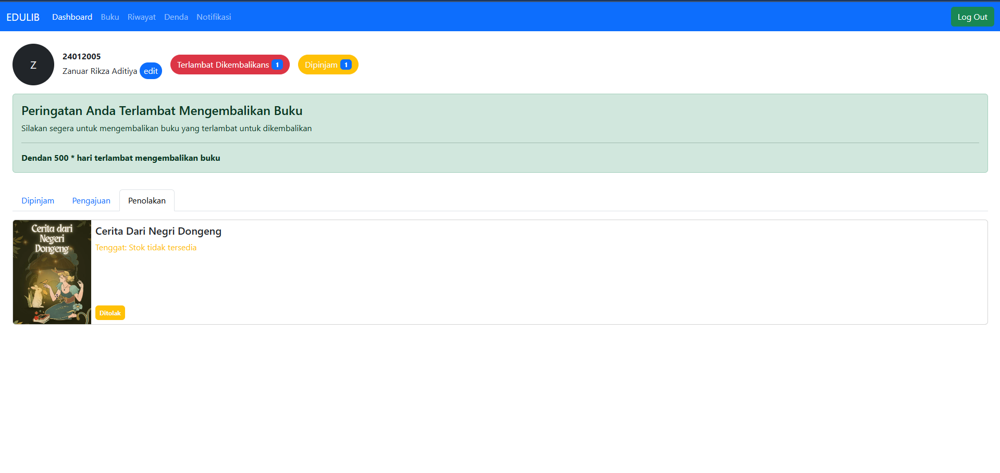 EDULIB Dashboard Buku Riwayat Denda Notifikasi Log Out
Z
24012005
Zanuar Rikza Aditiya edit
Terlambat Dikembalikans 1
Dipinjam 1
Peringatan Anda Terlambat Mengembalikan Buku
Silakan segera untuk mengembalikan buku yang terlambat untuk dikembalikan
Dendan 500 * hari terlambat mengembalikan buku
Dipinjam Pengajuan Penolakan
Cerita dari
Negeri
Dongeng
Cerita Dari Negri Dongeng
Tenggat: Stok tidak tersedia
Ditolak